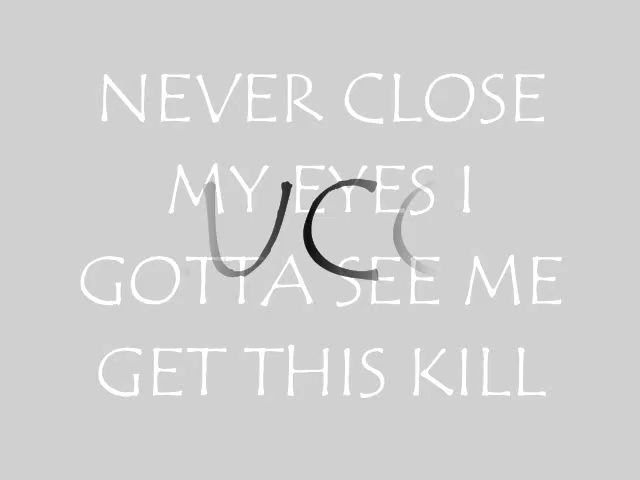 NEVER CLOSE
MY EYES I
UCC
GOTTA SEE ME
GET THIS KILL